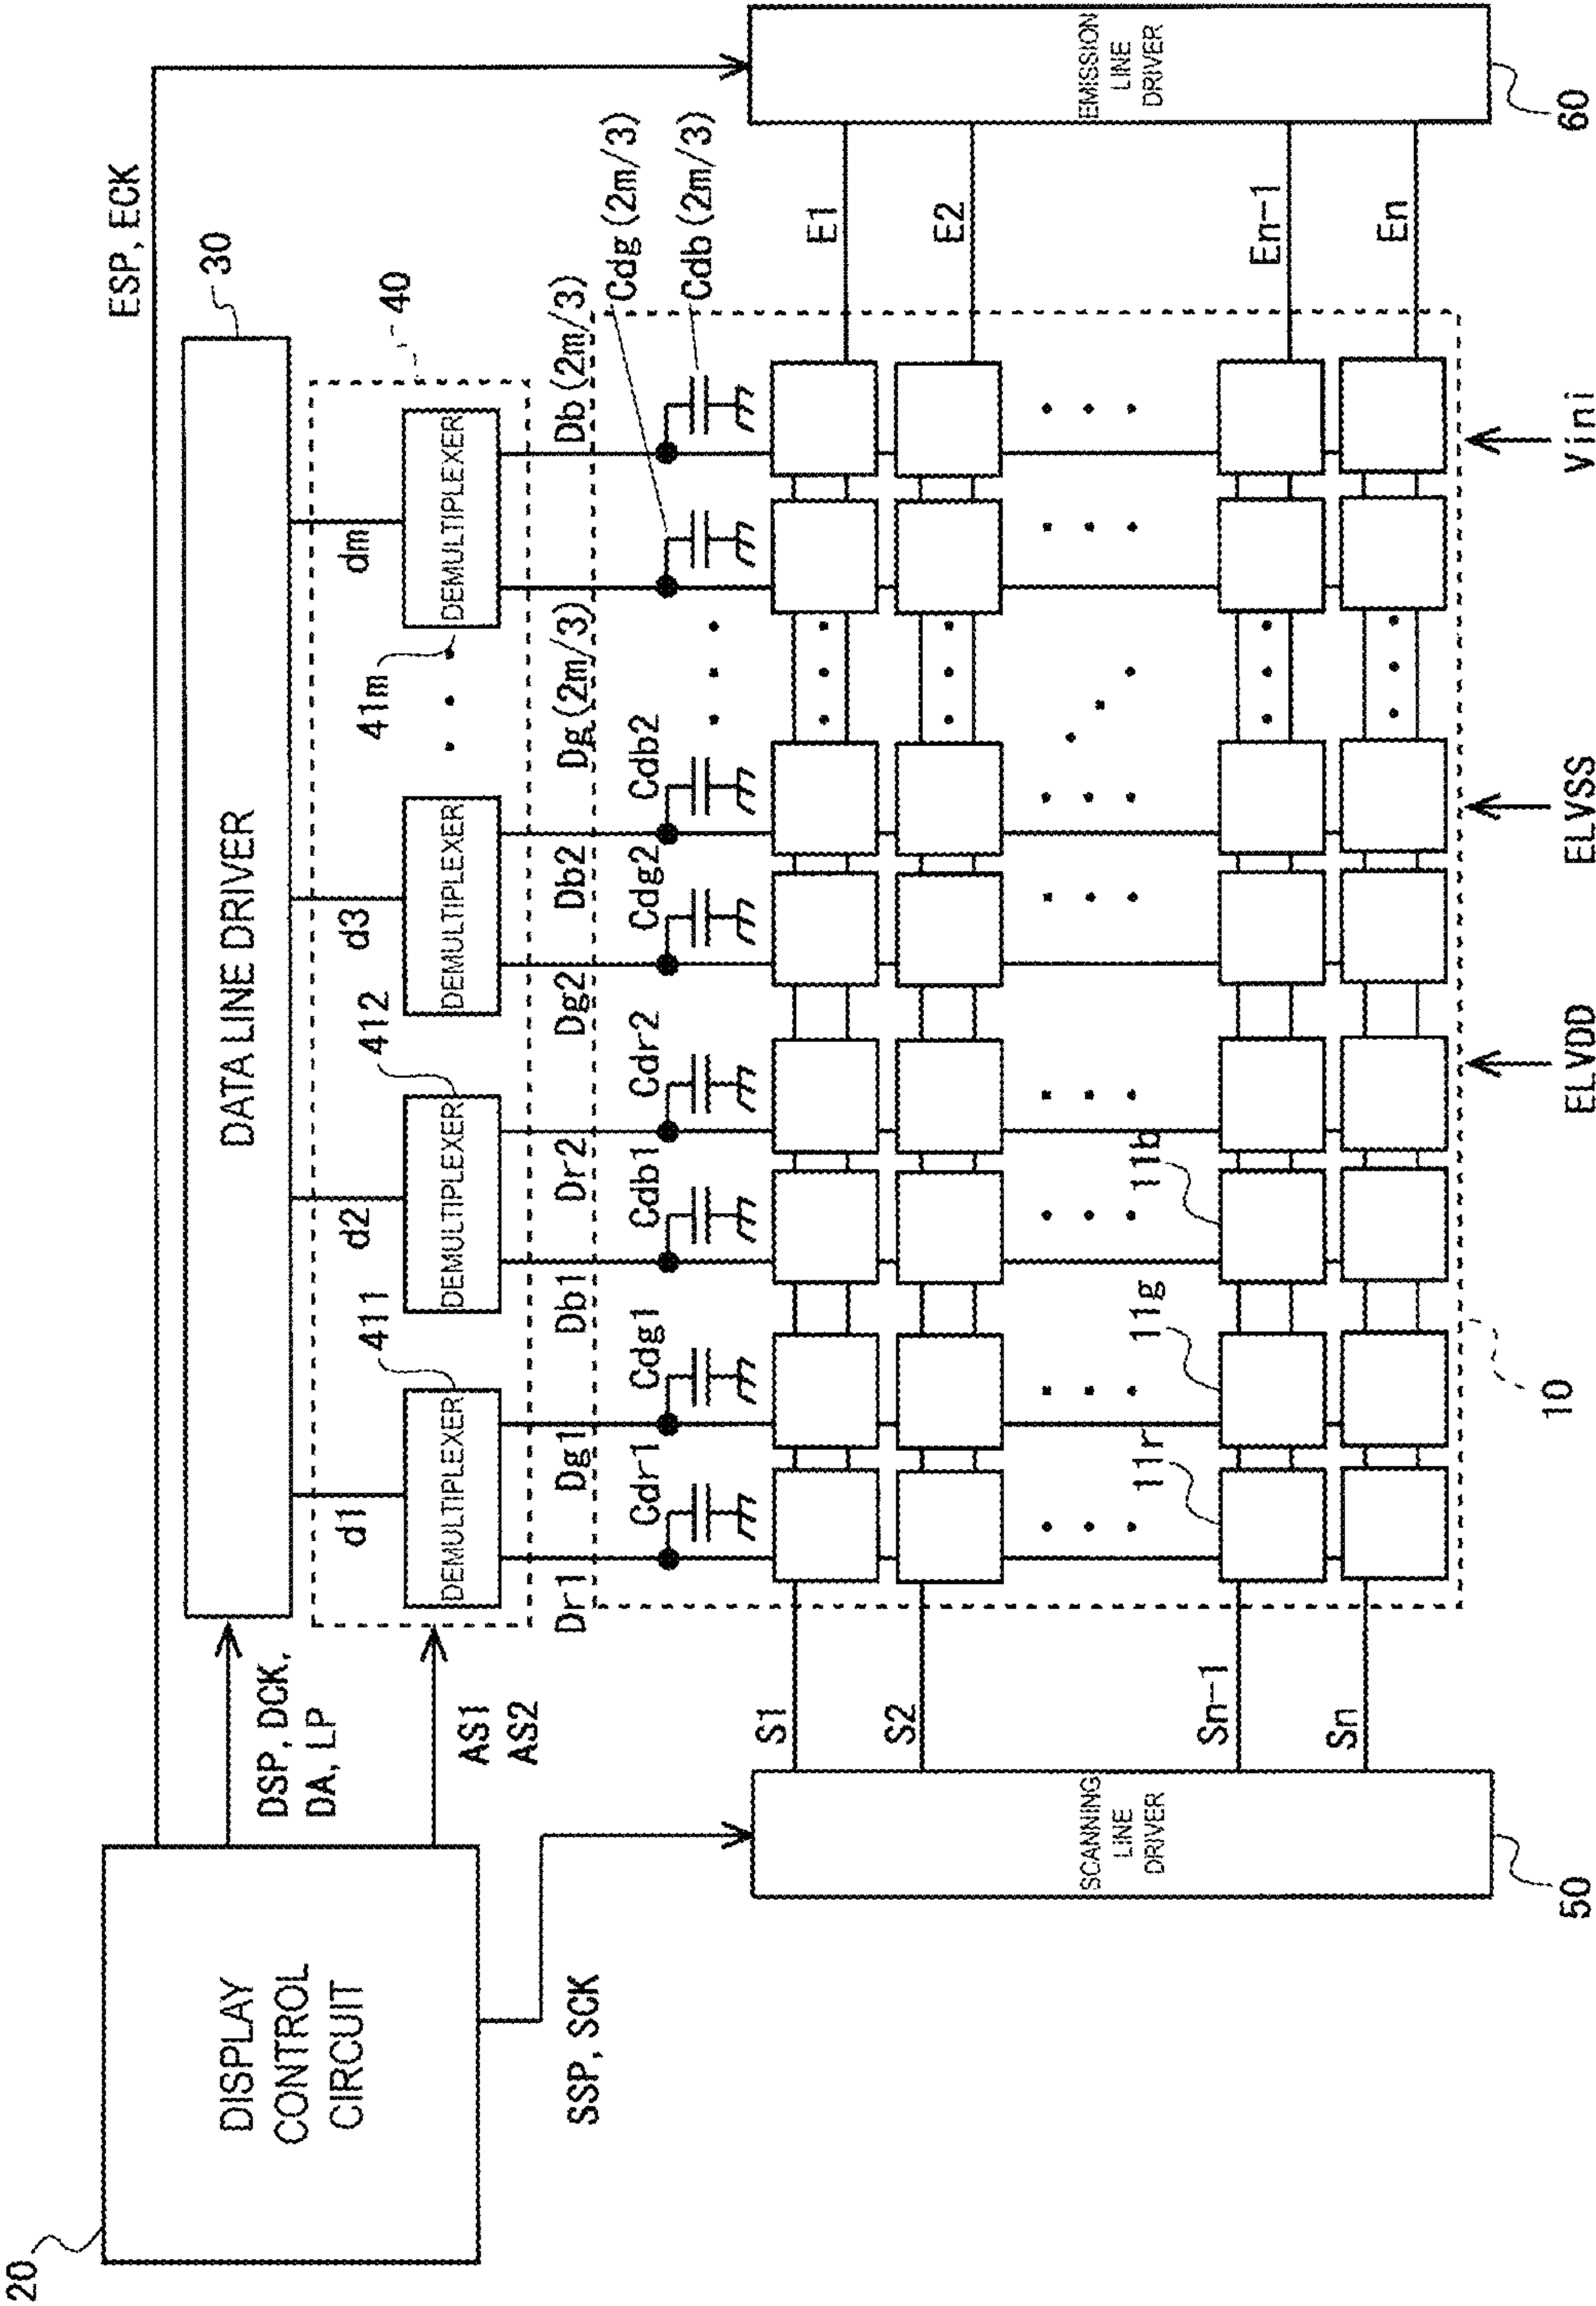 20
DISPLAY
CONTROL
CIRCUIT
ESP, ECK
DSP, DCK,
DA, LP
AS1
AS2
SSP, SCK
DATA LINE DRIVER
30
40
d1
d2
d3
dm
DEMULTIPLEXER
411
DEMULTIPLEXER
412
DEMULTIPLEXER
41m
DEMULTIPLEXER
Dr1
Dg1
Db1
Dr2
Dg2
Db2
Dg(2m/3)
Db(2m/3)
Cdr1
Cdg1
Cdb1
Cdr2
Cdg2
Cdb2
Cdg(2m/3)
Cdb(2m/3)
S1
S2
Sn-1
Sn
E1
E2
En-1
En
11r
11g
11b
SCANNING
LINE
DRIVER
50
EMISSION
LINE
DRIVER
60
10
ELVDD
ELVSS
Vini